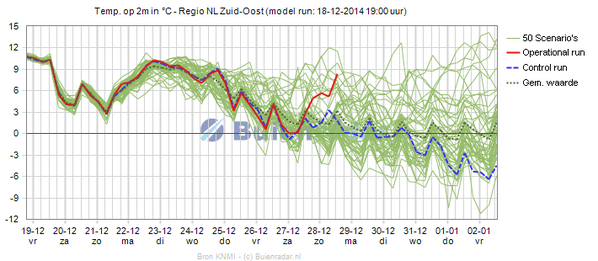 Temp. op 2m in °C - Regio NL Zuid-Oost (model run: 18-12-2014 19:00 uur)
15
12
9
6
3
0
-3
-6
-9
-12
19-12 20-12 21-12 22-12 23-12 24-12 25-12 26-12 27-12 28-12 29-12 30-12 31-12 01-01 02-01
vr za zo ma di wo do vr za zo ma di wo do vr
50 Scenario's
Operational run
Control run
Gem. waarde
Bron KNMI - (c) Buienradar.nl